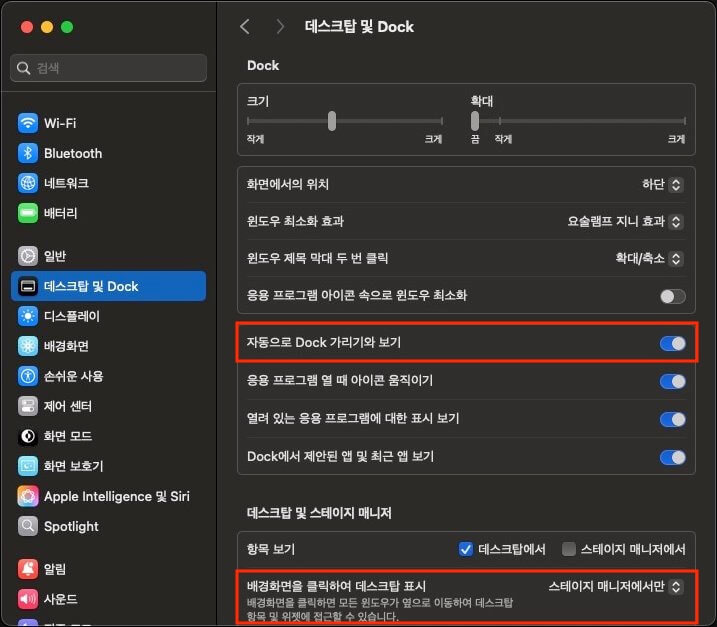 데스크탑 및 Dock
검색
Wi-Fi
Bluetooth
네트워크
배터리
일반
데스크탑 및 Dock
디스플레이
배경화면
손쉬운 사용
제어 센터
화면 모드
화면 보호기
Apple Intelligence 및 Siri
Spotlight
알림
사운드
Dock
크기
확대
작게
크게
끔
작게
크게
화면에서의 위치
하단
윈도우 최소화 효과
요술램프 지니 효과
윈도우 제목 막대 두 번 클릭
확대/축소
응용 프로그램 아이콘 속으로 윈도우 최소화
자동으로 Dock 가리기와 보기
응용 프로그램 열 때 아이콘 움직이기
열려 있는 응용 프로그램에 대한 표시 보기
Dock에서 제안된 앱 및 최근 앱 보기
데스크탑 및 스테이지 매니저
항목 보기
데스크탑에서
스테이지 매니저에서
배경화면을 클릭하여 데스크탑 표시
스테이지 매니저에서만
배경화면을 클릭하면 모든 윈도우가 옆으로 이동하여 데스크탑
항목 및 위젯에 접근할 수 있습니다.